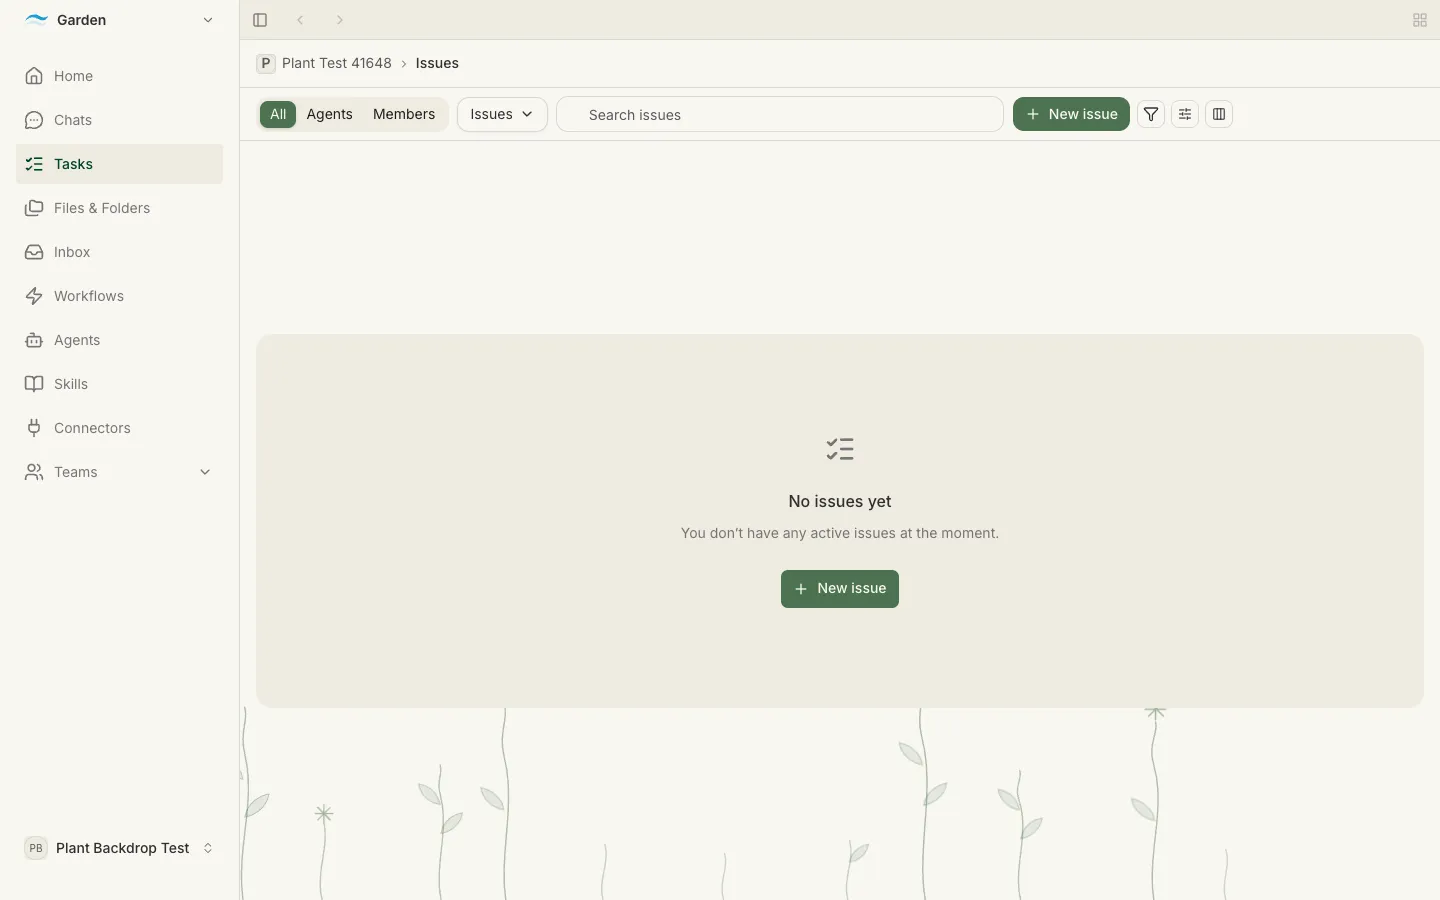 Garden
Home
Chats
Tasks
Files & Folders
Inbox
Workflows
Agents
Skills
Connectors
Teams
PB Plant Backdrop Test
P Plant Test 41648 › Issues
All Agents Members Issues Search issues + New issue
No issues yet
You don't have any active issues at the moment.
+ New issue